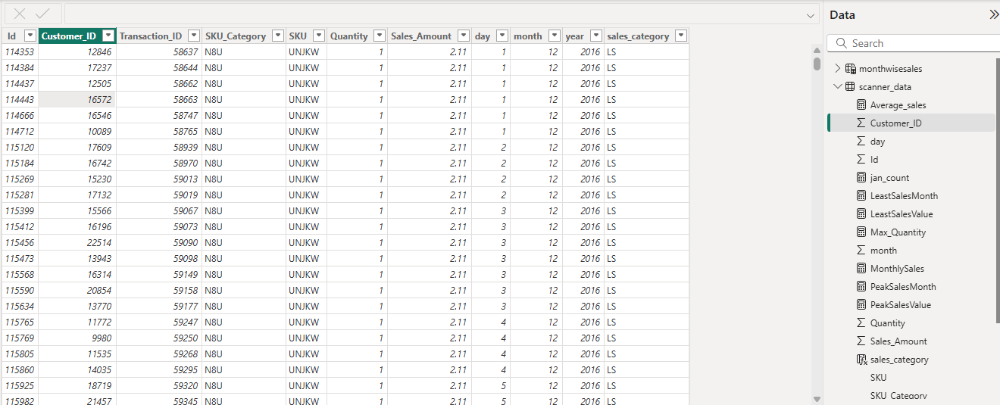 Id Customer_ID Transaction_ID SKU_Category SKU Quantity Sales_Amount day month year sales_category
114353 12846 58637 N8U UNJKW 1 2.11 1 12 2016 LS
114384 17237 58644 N8U UNJKW 1 2.11 1 12 2016 LS
114437 12505 58662 N8U UNJKW 1 2.11 1 12 2016 LS
114443 16572 58663 N8U UNJKW 1 2.11 1 12 2016 LS
114666 16546 58747 N8U UNJKW 1 2.11 1 12 2016 LS
114712 10089 58765 N8U UNJKW 1 2.11 1 12 2016 LS
115120 17609 58939 N8U UNJKW 1 2.11 2 12 2016 LS
115184 16742 58970 N8U UNJKW 1 2.11 2 12 2016 LS
115269 15230 59013 N8U UNJKW 1 2.11 2 12 2016 LS
115281 17132 59019 N8U UNJKW 1 2.11 2 12 2016 LS
115399 15566 59067 N8U UNJKW 1 2.11 3 12 2016 LS
115412 16196 59073 N8U UNJKW 1 2.11 3 12 2016 LS
115456 22514 59090 N8U UNJKW 1 2.11 3 12 2016 LS
115473 13943 59098 N8U UNJKW 1 2.11 3 12 2016 LS
115568 16314 59149 N8U UNJKW 1 2.11 3 12 2016 LS
115590 20854 59158 N8U UNJKW 1 2.11 3 12 2016 LS
115634 13770 59177 N8U UNJKW 1 2.11 3 12 2016 LS
115765 11772 59247 N8U UNJKW 1 2.11 4 12 2016 LS
115769 9980 59250 N8U UNJKW 1 2.11 4 12 2016 LS
115805 11535 59268 N8U UNJKW 1 2.11 4 12 2016 LS
115860 14035 59295 N8U UNJKW 1 2.11 4 12 2016 LS
115925 18719 59320 N8U UNJKW 1 2.11 5 12 2016 LS
115982 21457 59345 N8U UNJKW 1 2.11 5 12 2016 LS
Data
Search
monthwisesales
scanner_data
Average_sales
Customer_ID
day
Id
jan_count
LeastSalesMonth
LeastSalesValue
Max_Quantity
month
MonthlySales
PeakSalesMonth
PeakSalesValue
Quantity
Sales_Amount
sales_category
SKU
SKU_Category